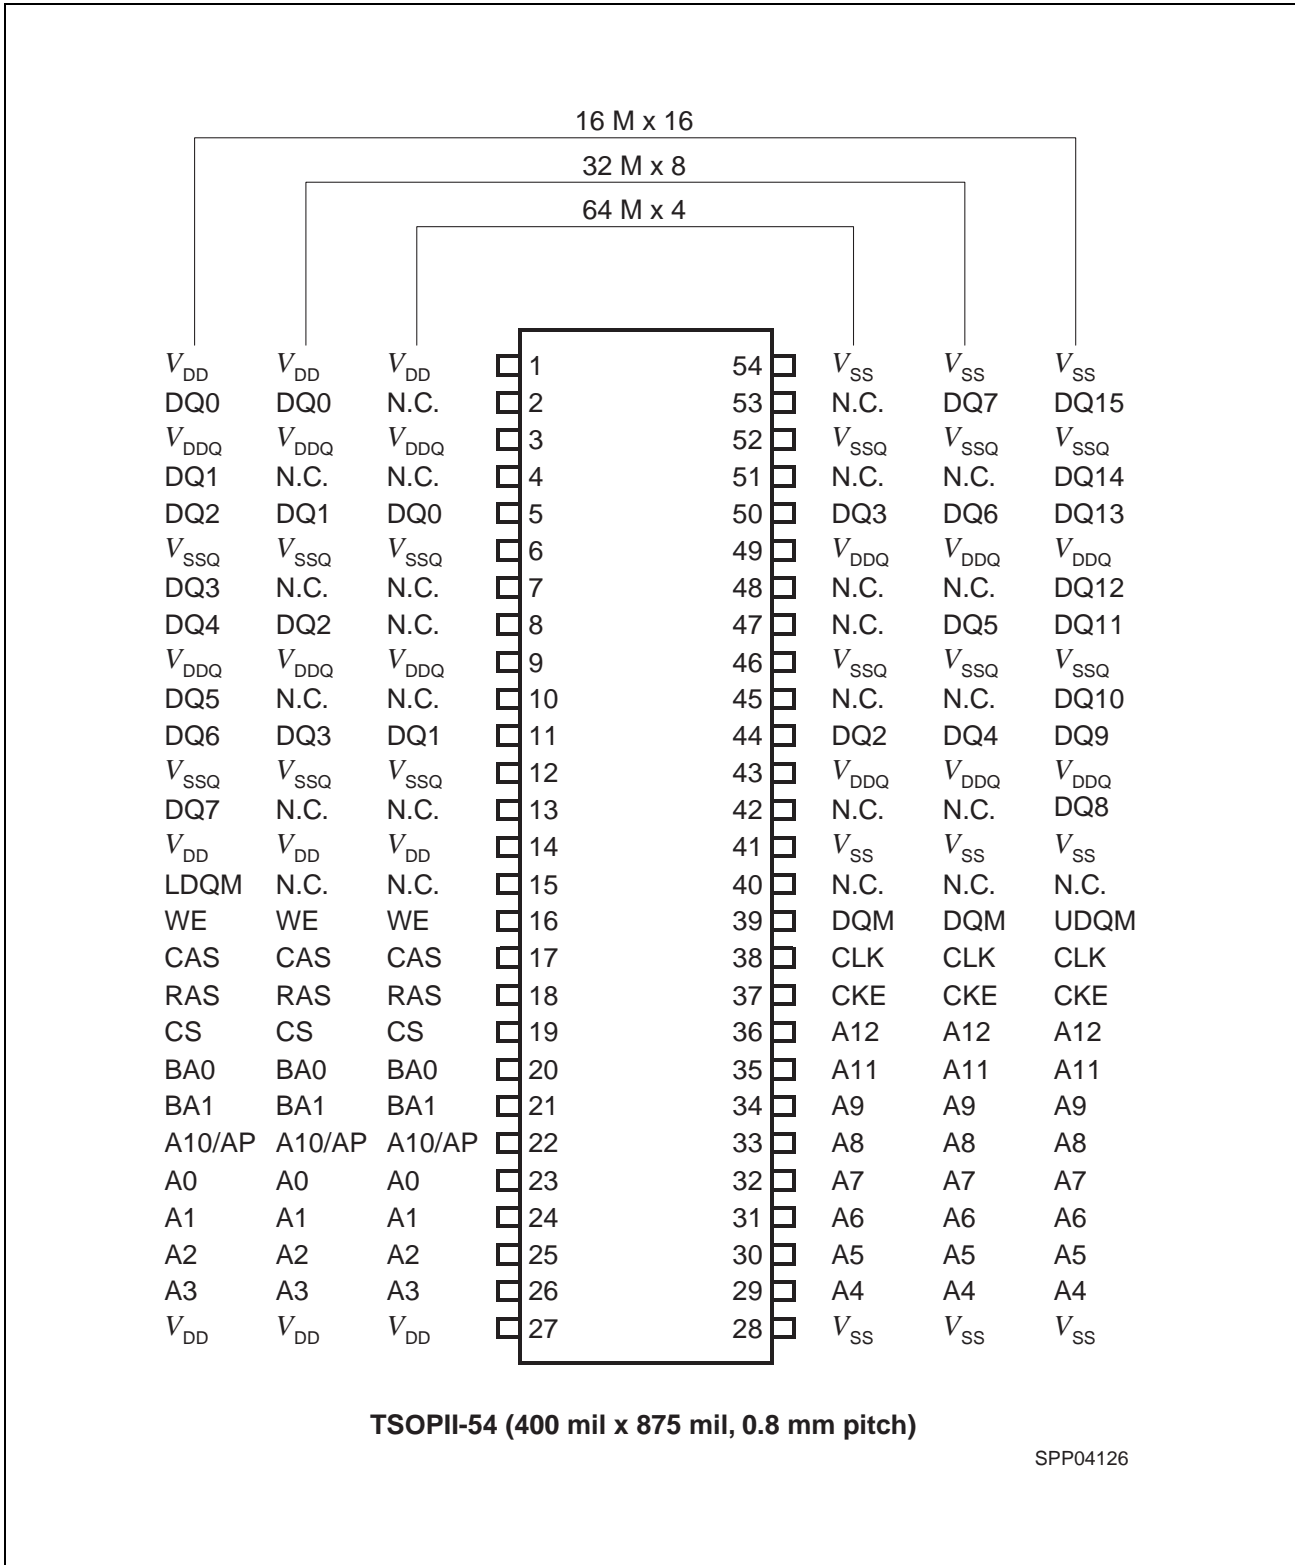 16 M x 16
32 M x 8
64 M x 4
VDD VDD VDD 1 54 VSS VSS VSS
DQ0 DQ0 N.C. 2 53 N.C. DQ7 DQ15
VDDQ VDDQ VDDQ 3 52 VSSQ VSSQ VSSQ
DQ1 N.C. N.C. 4 51 N.C. N.C. DQ14
DQ2 DQ1 DQ0 5 50 DQ3 DQ6 DQ13
VSSQ VSSQ VSSQ 6 49 VDDQ VDDQ VDDQ
DQ3 N.C. N.C. 7 48 N.C. N.C. DQ12
DQ4 DQ2 N.C. 8 47 N.C. DQ5 DQ11
VDDQ VDDQ VDDQ 9 46 VSSQ VSSQ VSSQ
DQ5 N.C. N.C. 10 45 N.C. N.C. DQ10
DQ6 DQ3 DQ1 11 44 DQ2 DQ4 DQ9
VSSQ VSSQ VSSQ 12 43 VDDQ VDDQ VDDQ
DQ7 N.C. N.C. 13 42 N.C. N.C. DQ8
VDD VDD VDD 14 41 VSS VSS VSS
LDQM N.C. N.C. 15 40 N.C. N.C. N.C.
WE WE WE 16 39 DQM DQM UDQM
CAS CAS CAS 17 38 CLK CLK CLK
RAS RAS RAS 18 37 CKE CKE CKE
CS CS CS 19 36 A12 A12 A12
BA0 BA0 BA0 20 35 A11 A11 A11
BA1 BA1 BA1 21 34 A9 A9 A9
A10/AP A10/AP A10/AP 22 33 A8 A8 A8
A0 A0 A0 23 32 A7 A7 A7
A1 A1 A1 24 31 A6 A6 A6
A2 A2 A2 25 30 A5 A5 A5
A3 A3 A3 26 29 A4 A4 A4
VDD VDD VDD 27 28 VSS VSS VSS
TSOPII-54 (400 mil x 875 mil, 0.8 mm pitch)
SPP04126